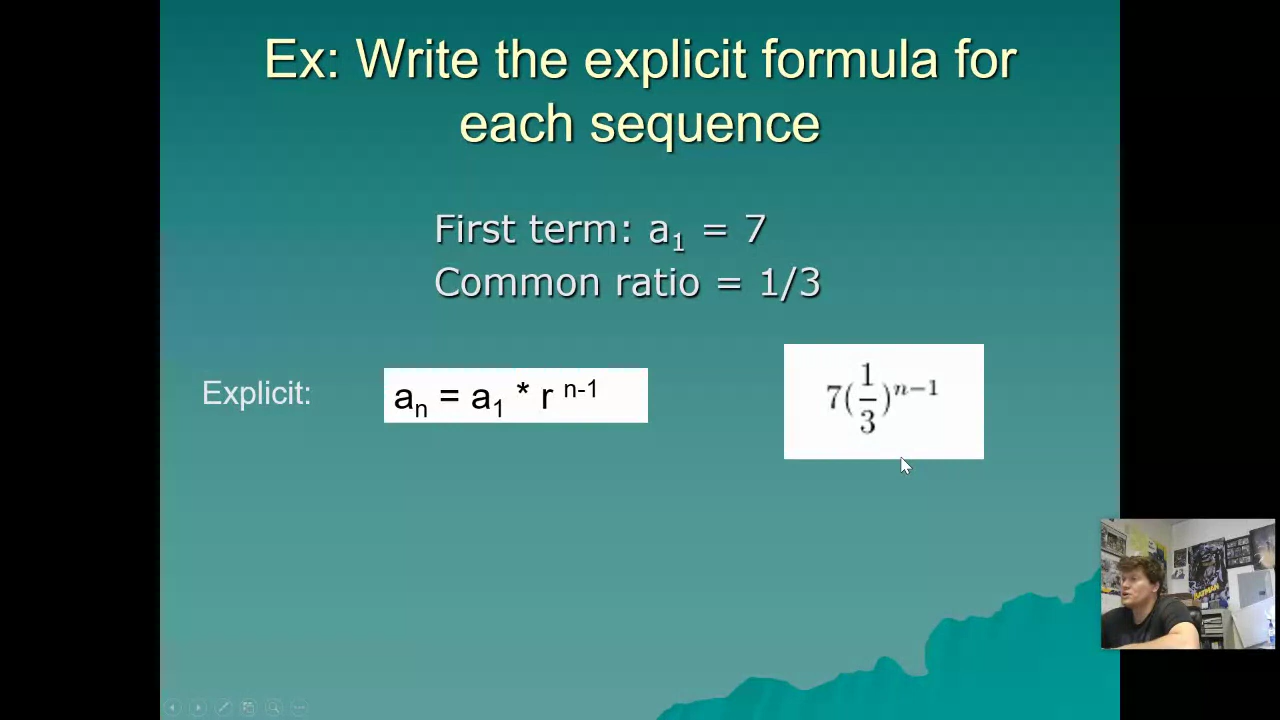 Ex: Write the explicit formula for
each sequence
First term: a₁ = 7
Common ratio = 1/3
Explicit:
aₙ = a₁ * r ⁿ⁻¹
7(1/3)ⁿ⁻¹
BATMAN